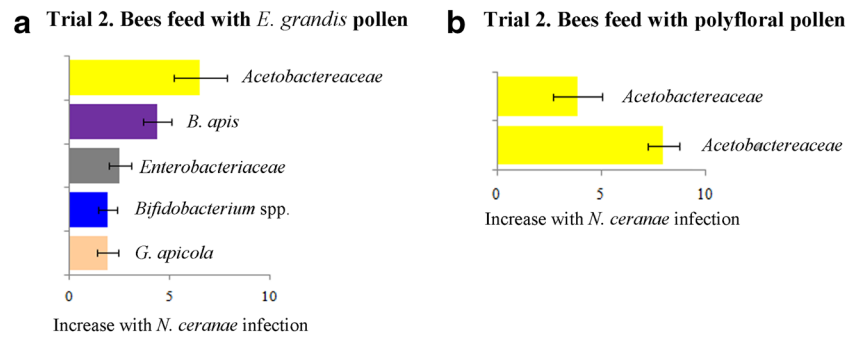 a Trial 2. Bees feed with E. grandis pollen
Acetobactereaceae
B. apis
Enterobacteriaceae
Bifidobacterium spp.
G. apicola
0 5 10
Increase with N. ceranae infection
b Trial 2. Bees feed with polyfloral pollen
Acetobactereaceae
Acetobactereaceae
0 5 10
Increase with N. ceranae infection